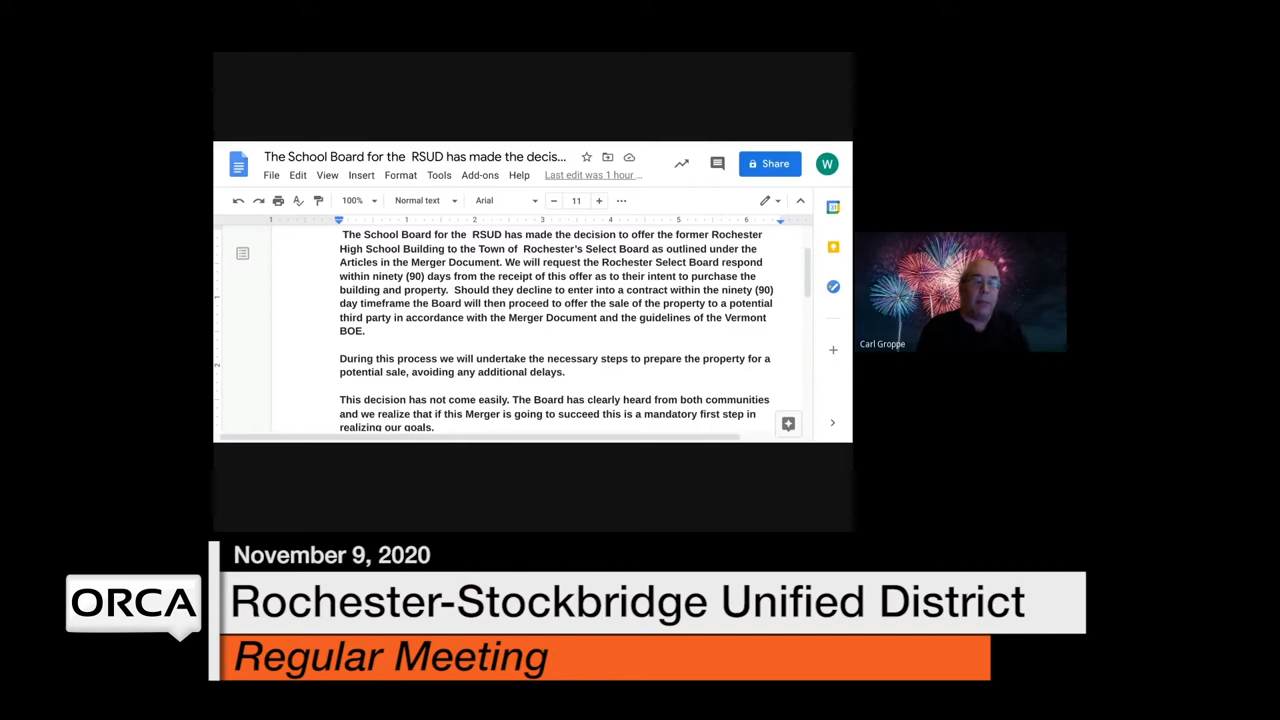 The School Board for the  RSUD has made the decis...
W
Share
File Edit View Insert Format Tools Add-ons Help Last edit was 1 hour ...
100% Normal text Arial 11
1 1 2 3 4 5 6
31
The School Board for the  RSUD has made the decision to offer the former Rochester
High School Building to the Town of  Rochester's Select Board as outlined under the
Articles in the Merger Document. We will request the Rochester Select Board respond
within ninety (90) days from the receipt of this offer as to their intent to purchase the
building and property.  Should they decline to enter into a contract within the ninety (90)
day timeframe the Board will then proceed to offer the sale of the property to a potential
third party in accordance with the Merger Document and the guidelines of the Vermont
BOE.
During this process we will undertake the necessary steps to prepare the property for a
potential sale, avoiding any additional delays.
This decision has not come easily. The Board has clearly heard from both communities
and we realize that if this Merger is going to succeed this is a mandatory first step in
realizing our goals.
1
2
Carl Groppe
November 9, 2020
ORCA
Rochester-Stockbridge Unified District
Regular Meeting